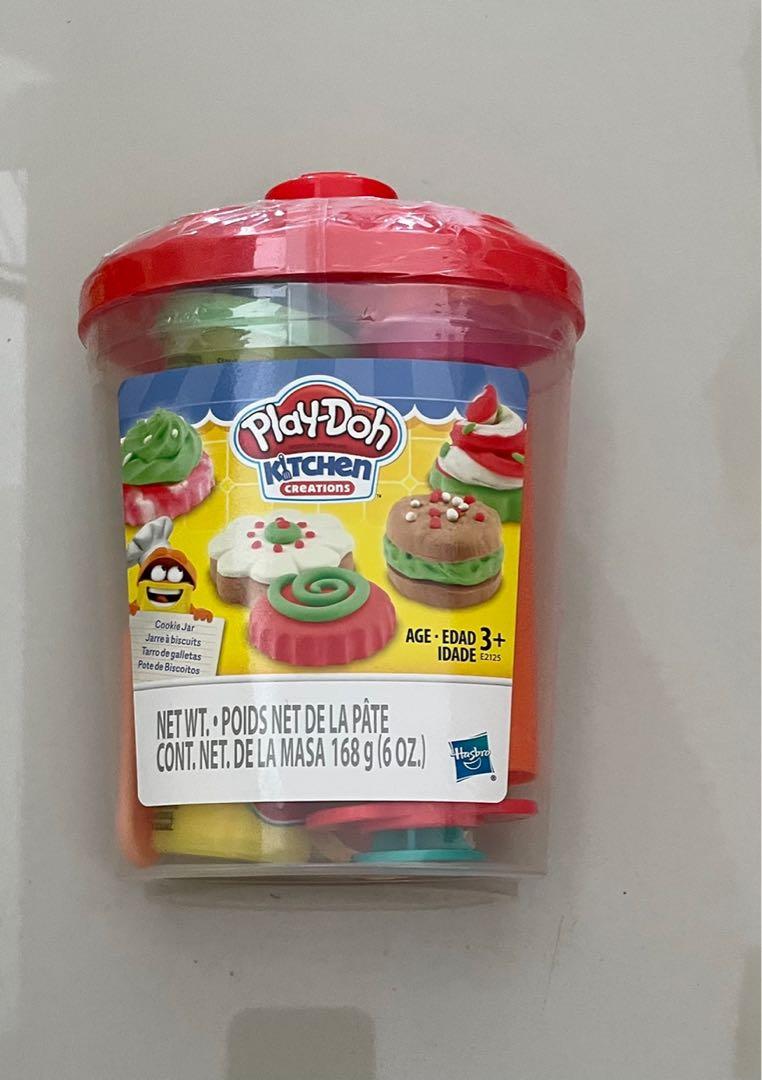 PLAY-DOH
KITCHEN
CREATIONS
™
Cookie Jar
Jarre à biscuits
Tarro de galletas
Pote de Biscoitos
AGE • EDAD 3+
IDADE E2125
NET WT. • POIDS NET DE LA PÂTE
CONT. NET. DE LA MASA 168 g (6 OZ.)
Hasbro
®